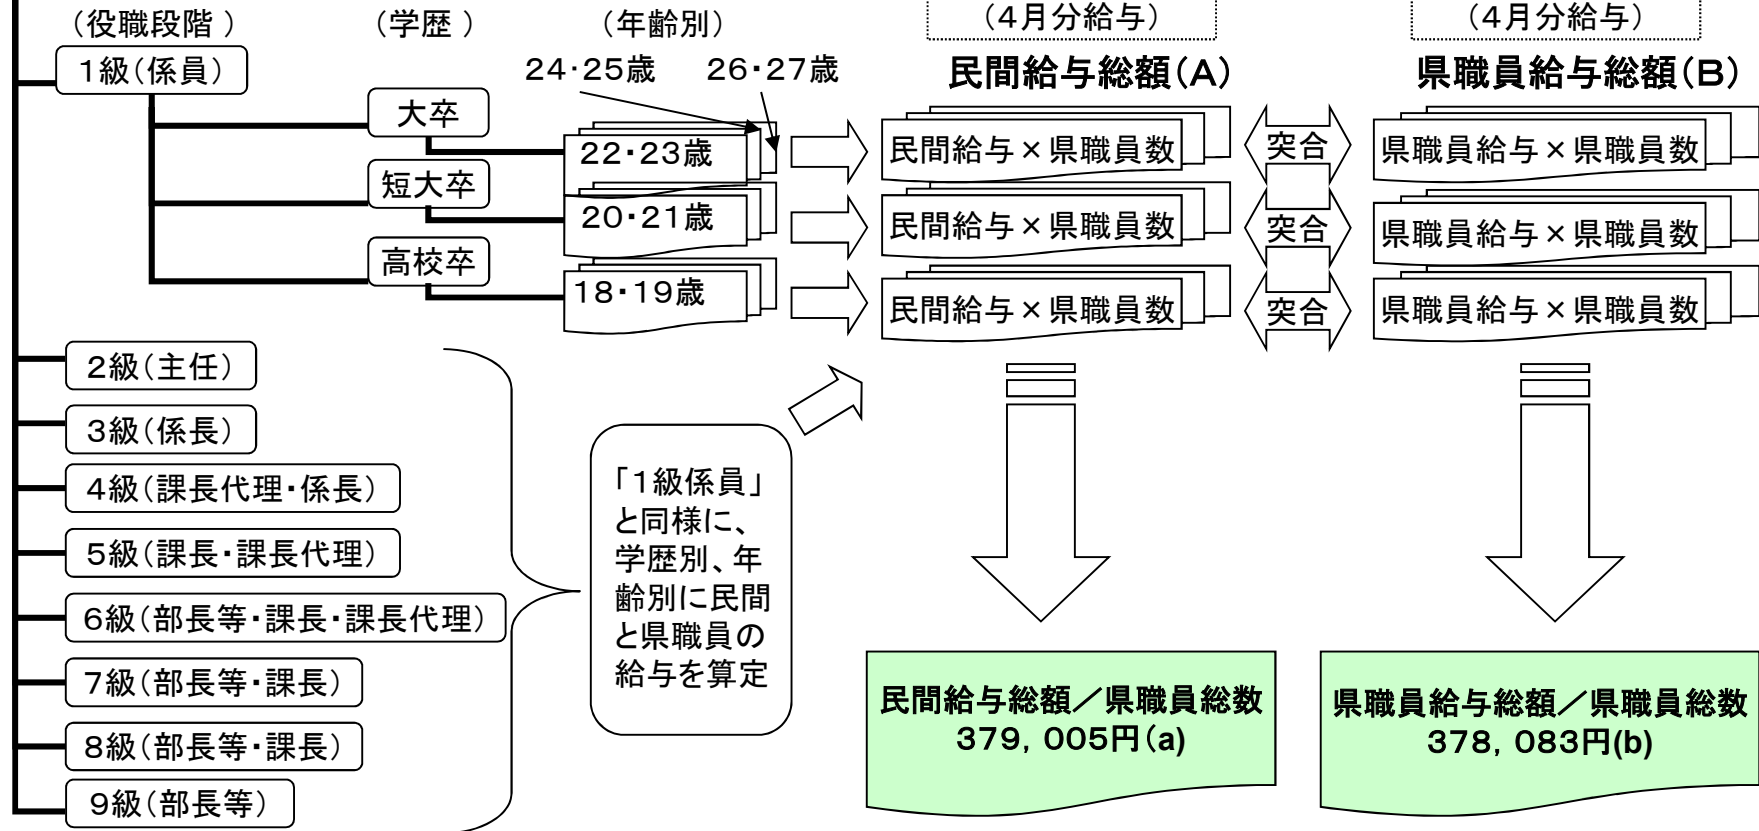 (役職段階 )
(学歴 )
(年齢別)
(4月分給与)
(4月分給与)
1級(係員)
24・25歳
26・27歳
民間給与総額(A)
県職員給与総額(B)
大卒
22・23歳
民間給与×県職員数
突合
県職員給与×県職員数
短大卒
20・21歳
民間給与×県職員数
突合
県職員給与×県職員数
高校卒
18・19歳
民間給与×県職員数
突合
県職員給与×県職員数
2級(主任)
3級(係長)
4級(課長代理・係長)
5級(課長・課長代理)
6級(部長等・課長・課長代理)
7級(部長等・課長)
8級(部長等・課長)
9級(部長等)
「1級係員」
と同様に、
学歴別、年
齢別に民間
と県職員の
給与を算定
民間給与総額/県職員総数
379,005円(a)
県職員給与総額/県職員総数
378,083円(b)